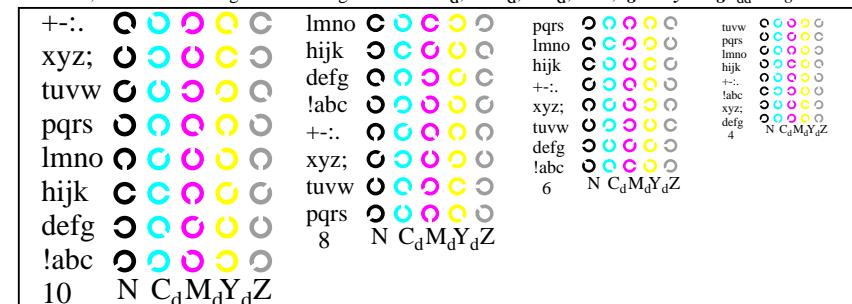 +-:.
xyz;
tuvw
pqrs
lmno
hijk
defg
!abc
10 N CdMdYdZ
lmno
hijk
defg
!abc
+-:.
xyz;
tuvw
pqrs
8 N CdMdYdZ
pqrs
lmno
hijk
+-:.
xyz;
tuvw
defg
!abc
6 N CdMdYdZ
tuvw
pqrs
lmno
hijk
+-:.
!abc
xyz;
defg
4 N CdMdYdZ